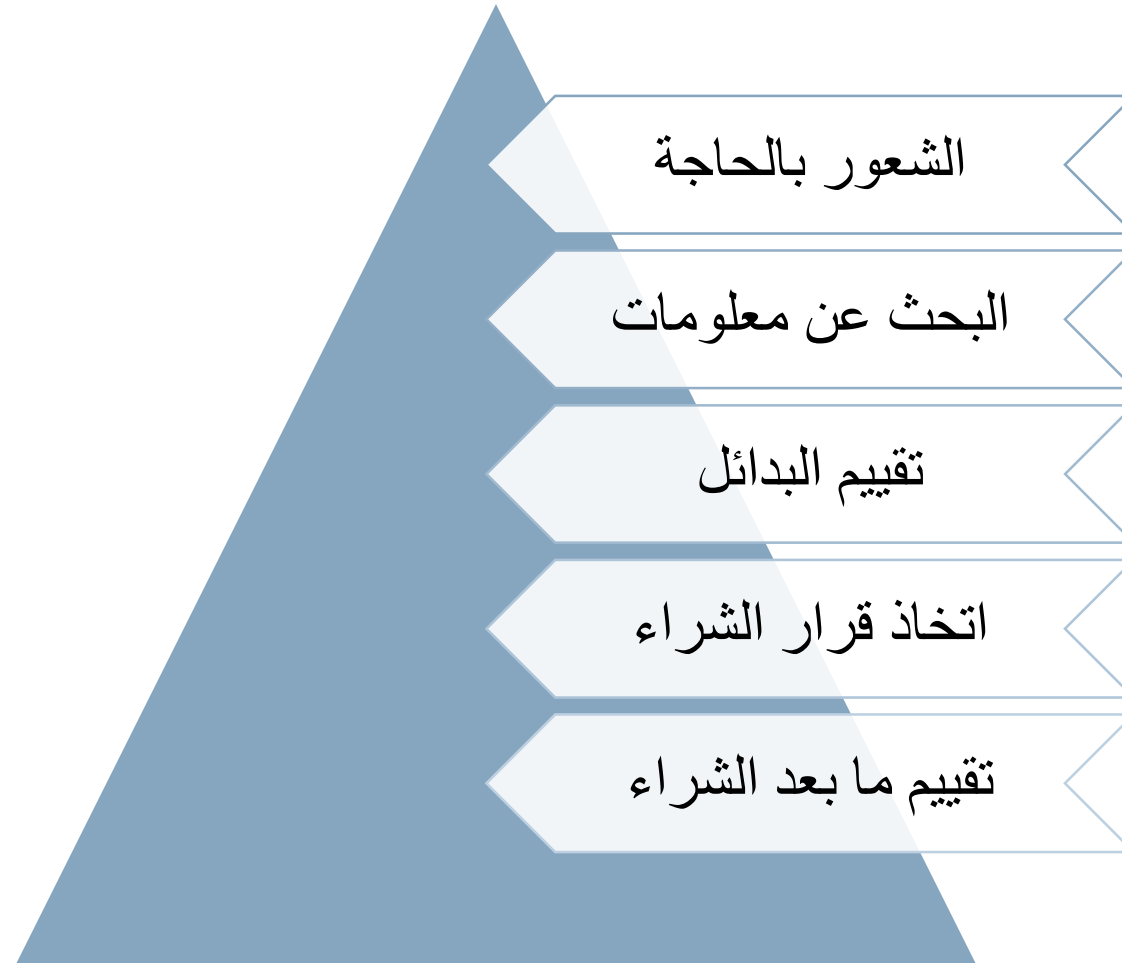 الشعور بالحاجة
البحث عن معلومات
تقييم البدائل
اتخاذ قرار الشراء
تقييم ما بعد الشراء